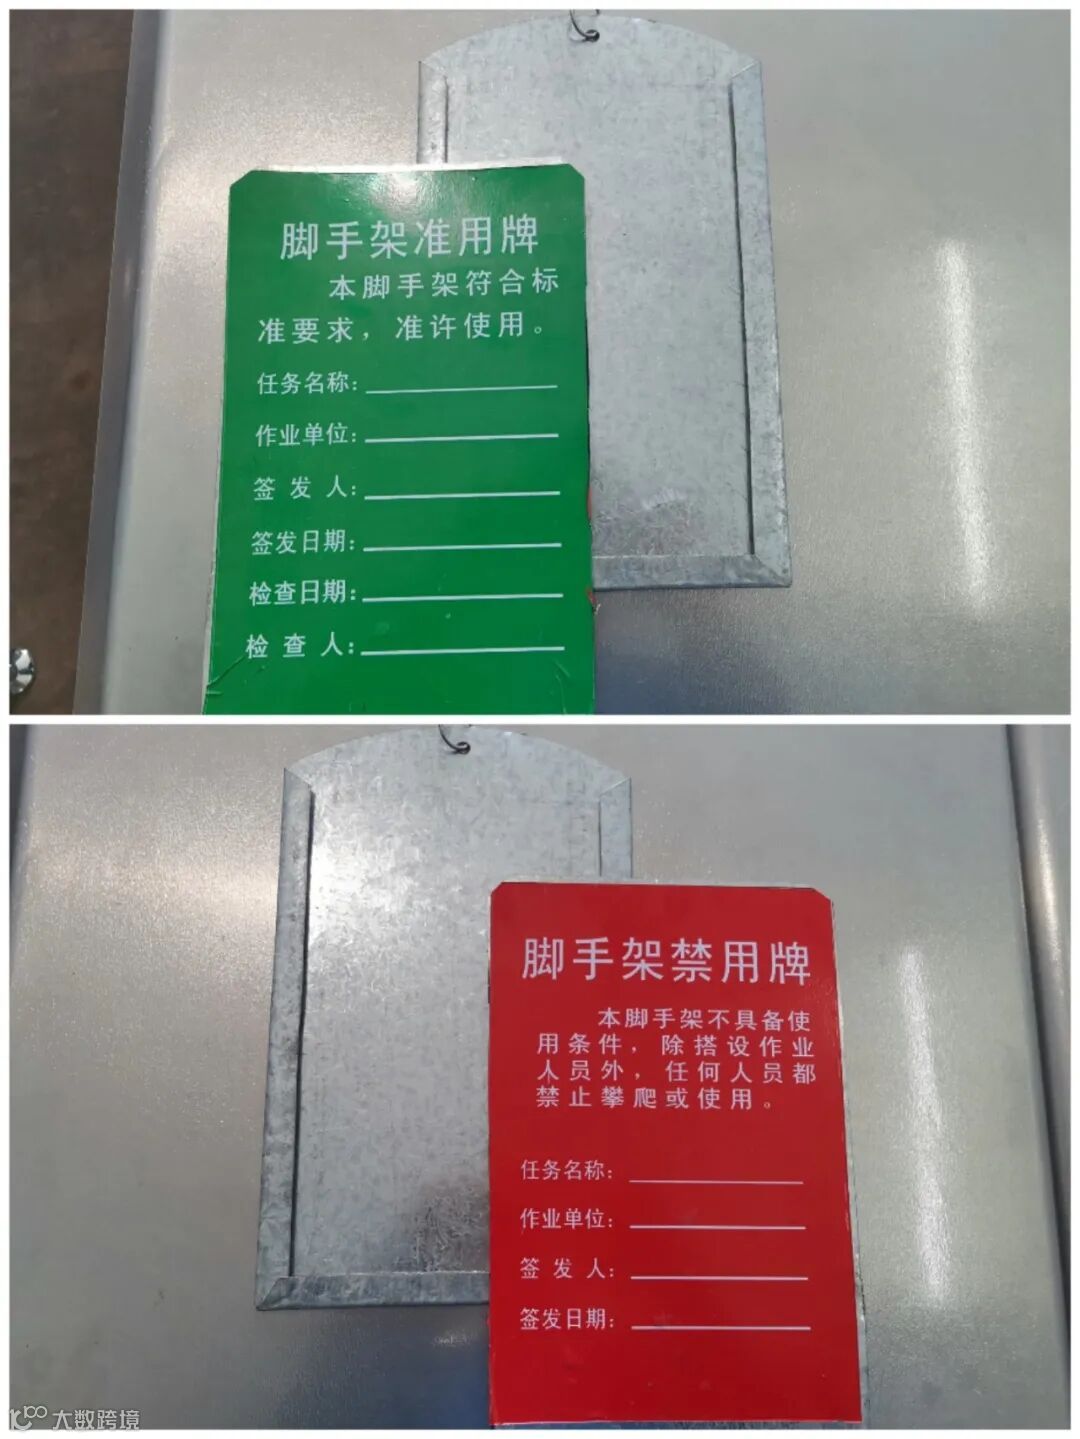 脚手架准用牌
本脚手架符合标
准要求，准许使用。
任务名称：
作业单位：
签发人：
签发日期：
检查日期：
检查人：
脚手架禁用牌
本脚手架不具备使
用条件，除搭设作业
人员外，任何人员都
禁止攀爬或使用。
任务名称：
作业单位：
签发人：
签发日期：
大数跨境